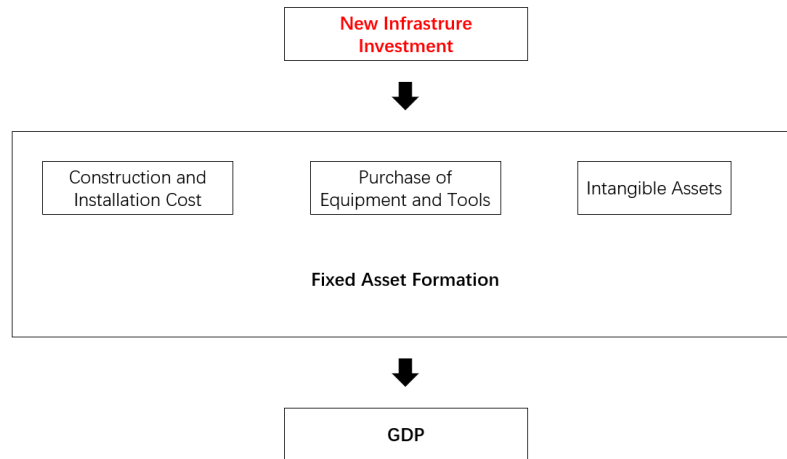 New Infrastrure
Investment
Construction and
Installation Cost
Purchase of
Equipment and Tools
Intangible Assets
Fixed Asset Formation
GDP